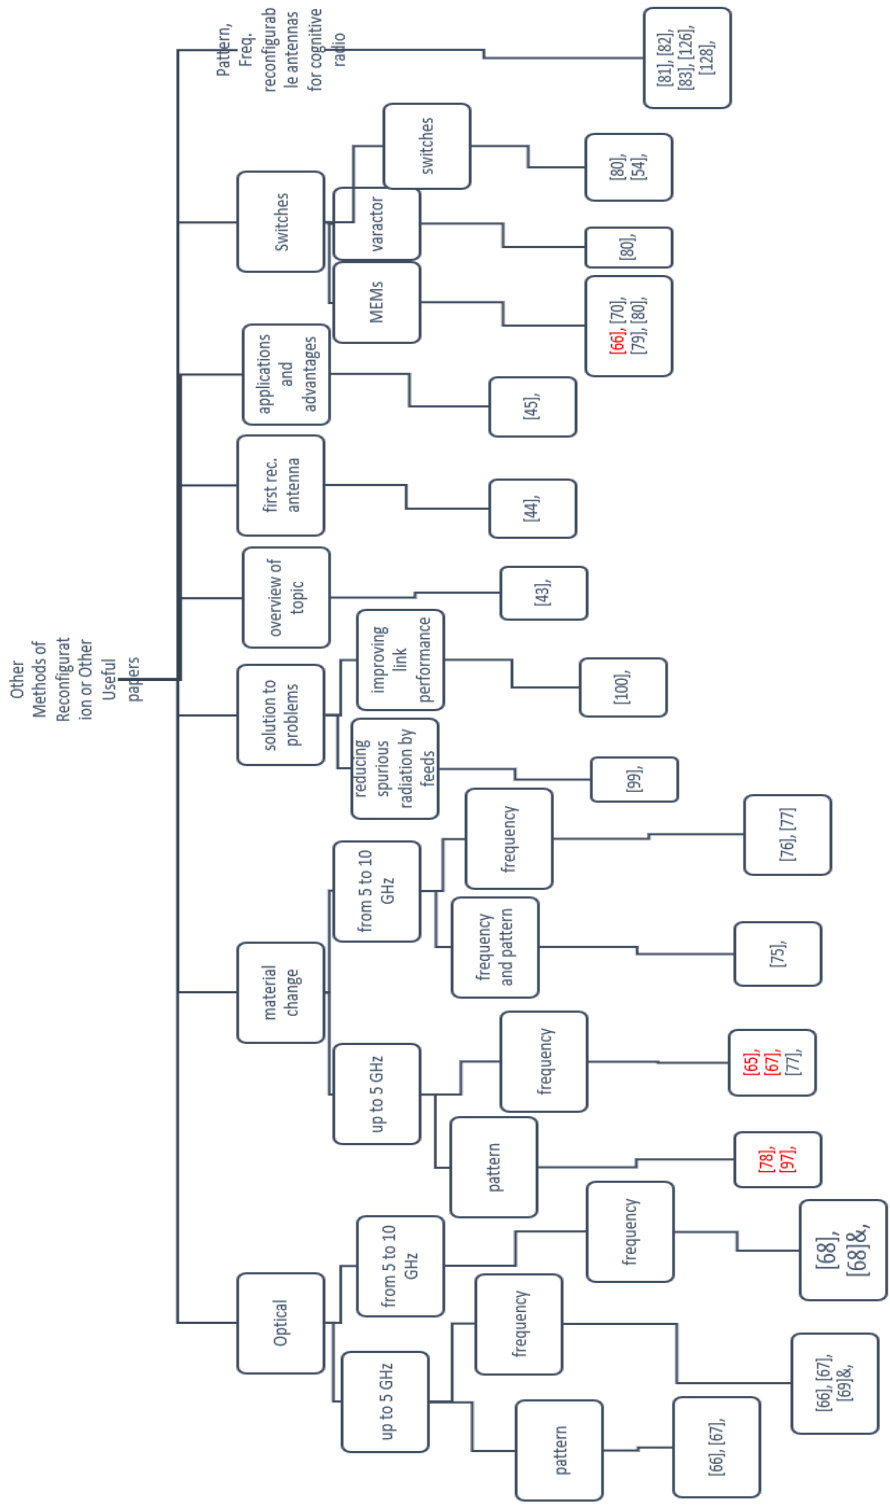 Other
Methods of
Reconfigurat
ion or Other
Useful
papers
Optical
up to 5 GHz
pattern
[66], [67],
frequency
[66], [67],
[69]&,
from 5 to 10
GHz
frequency
[68],
[68]&,
material
change
up to 5 GHz
pattern
[78],
[97],
frequency
[65],
[67],
[77],
from 5 to 10
GHz
frequency
and pattern
[75],
frequency
[76], [77]
solution to
problems
reducing
spurious
radiation by
feeds
[99],
improving
link
performance
[100],
overview of
topic
[43],
first rec.
antenna
[44],
applications
and
advantages
[45],
Switches
MEMs
[66], [70],
[79], [80],
varactor
[80],
switches
[80],
[54],
Pattern,
Freq.
reconfigurab
le antennas
for cognitive
radio
[81], [82],
[83], [126],
[128],